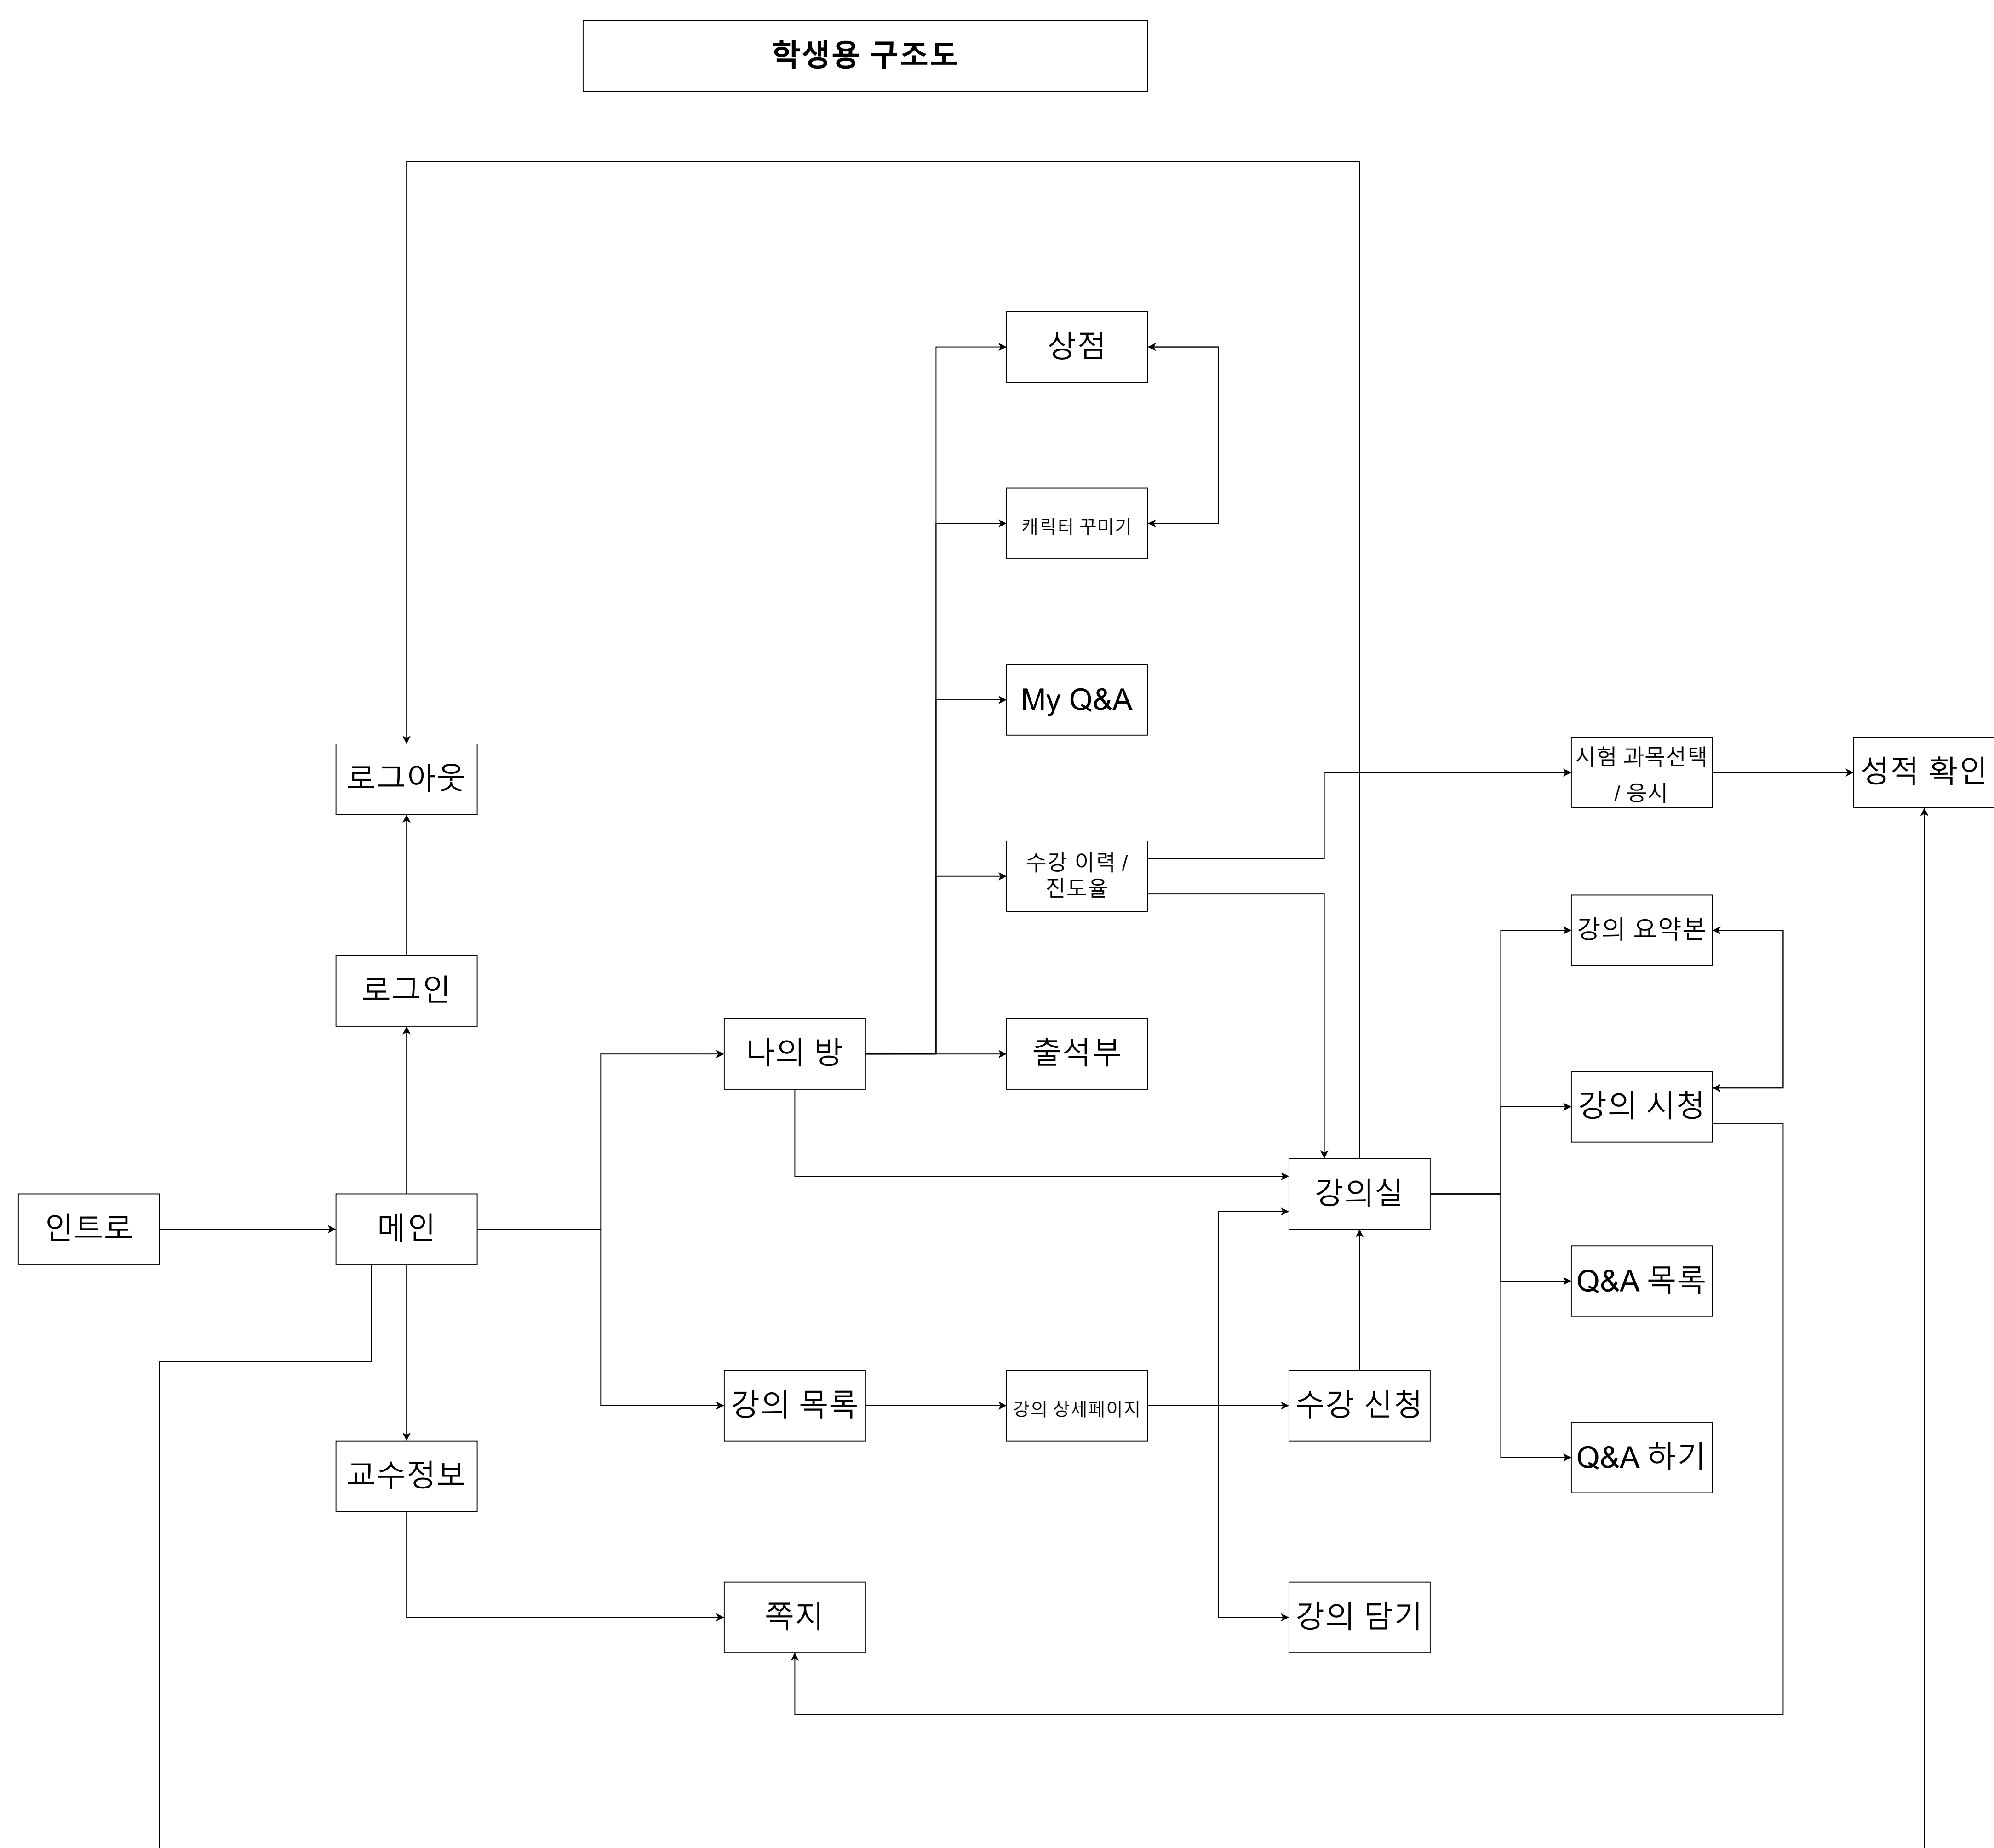 학생용 구조도
상점
캐릭터 꾸미기
My Q&A
로그아웃
시험 과목선택
/ 응시
성적 확인
수강 이력 /
진도율
강의 요약본
로그인
나의 방
출석부
강의 시청
강의실
인트로
메인
Q&A 목록
강의 목록
강의 상세페이지
수강 신청
Q&A 하기
교수정보
쪽지
강의 담기